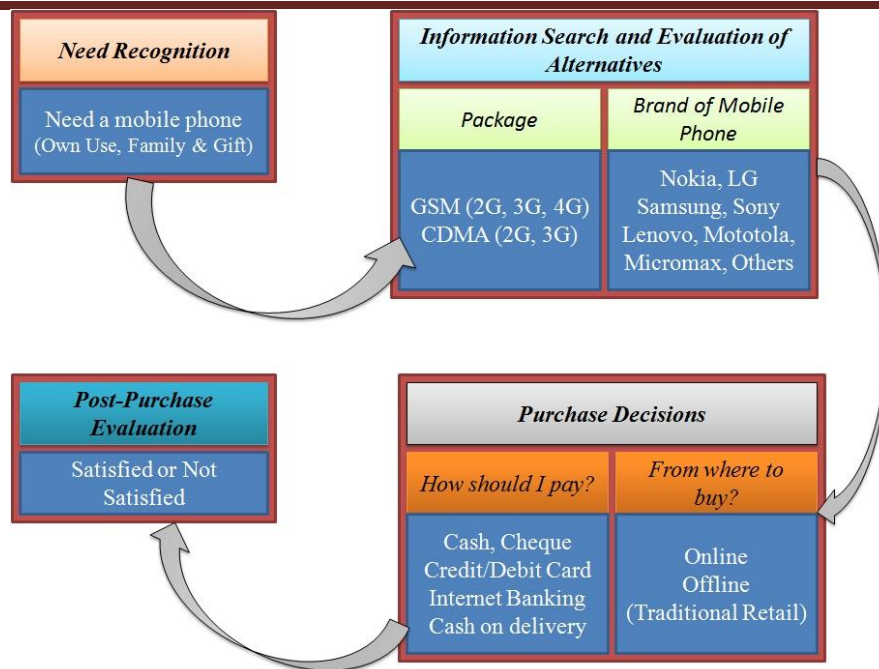 Need Recognition
Need a mobile phone
(Own Use, Family & Gift)
Information Search and Evaluation of
Alternatives
Package
GSM (2G, 3G, 4G)
CDMA (2G, 3G)
Brand of Mobile
Phone
Nokia, LG
Samsung, Sony
Lenovo, Mototola,
Micromax, Others
Purchase Decisions
How should I pay?
Cash, Cheque
Credit/Debit Card
Internet Banking
Cash on delivery
From where to
buy?
Online
Offline
(Traditional Retail)
Post-Purchase
Evaluation
Satisfied or Not
Satisfied